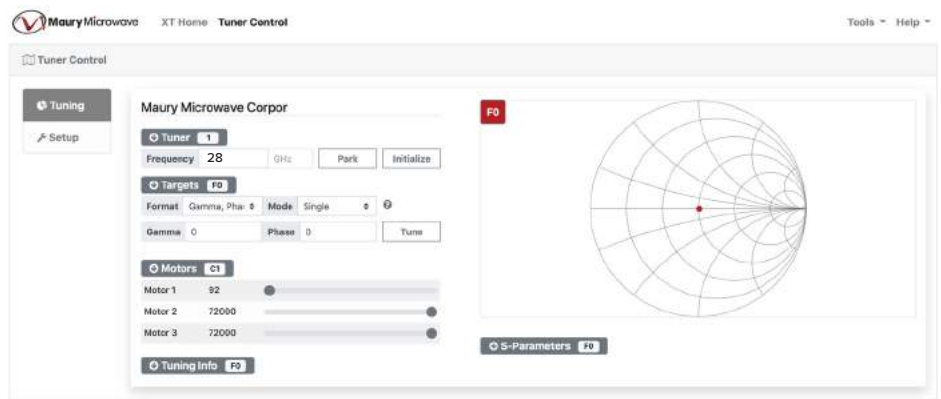 Maury Microwave XT Home Tuner Control Tools Help
Tuner Control
Tuning
Setup
Maury Microwave Corpor
Tuner 1
Frequency 28 GHz Park Initialize
Targets F0
Format Gamma, Pha Mode Single
Gamma 0 Phase 0 Tune
Motors C1
Motor 1 92
Motor 2 72000
Motor 3 72000
Tuning Info F0
F0
S-Parameters F0